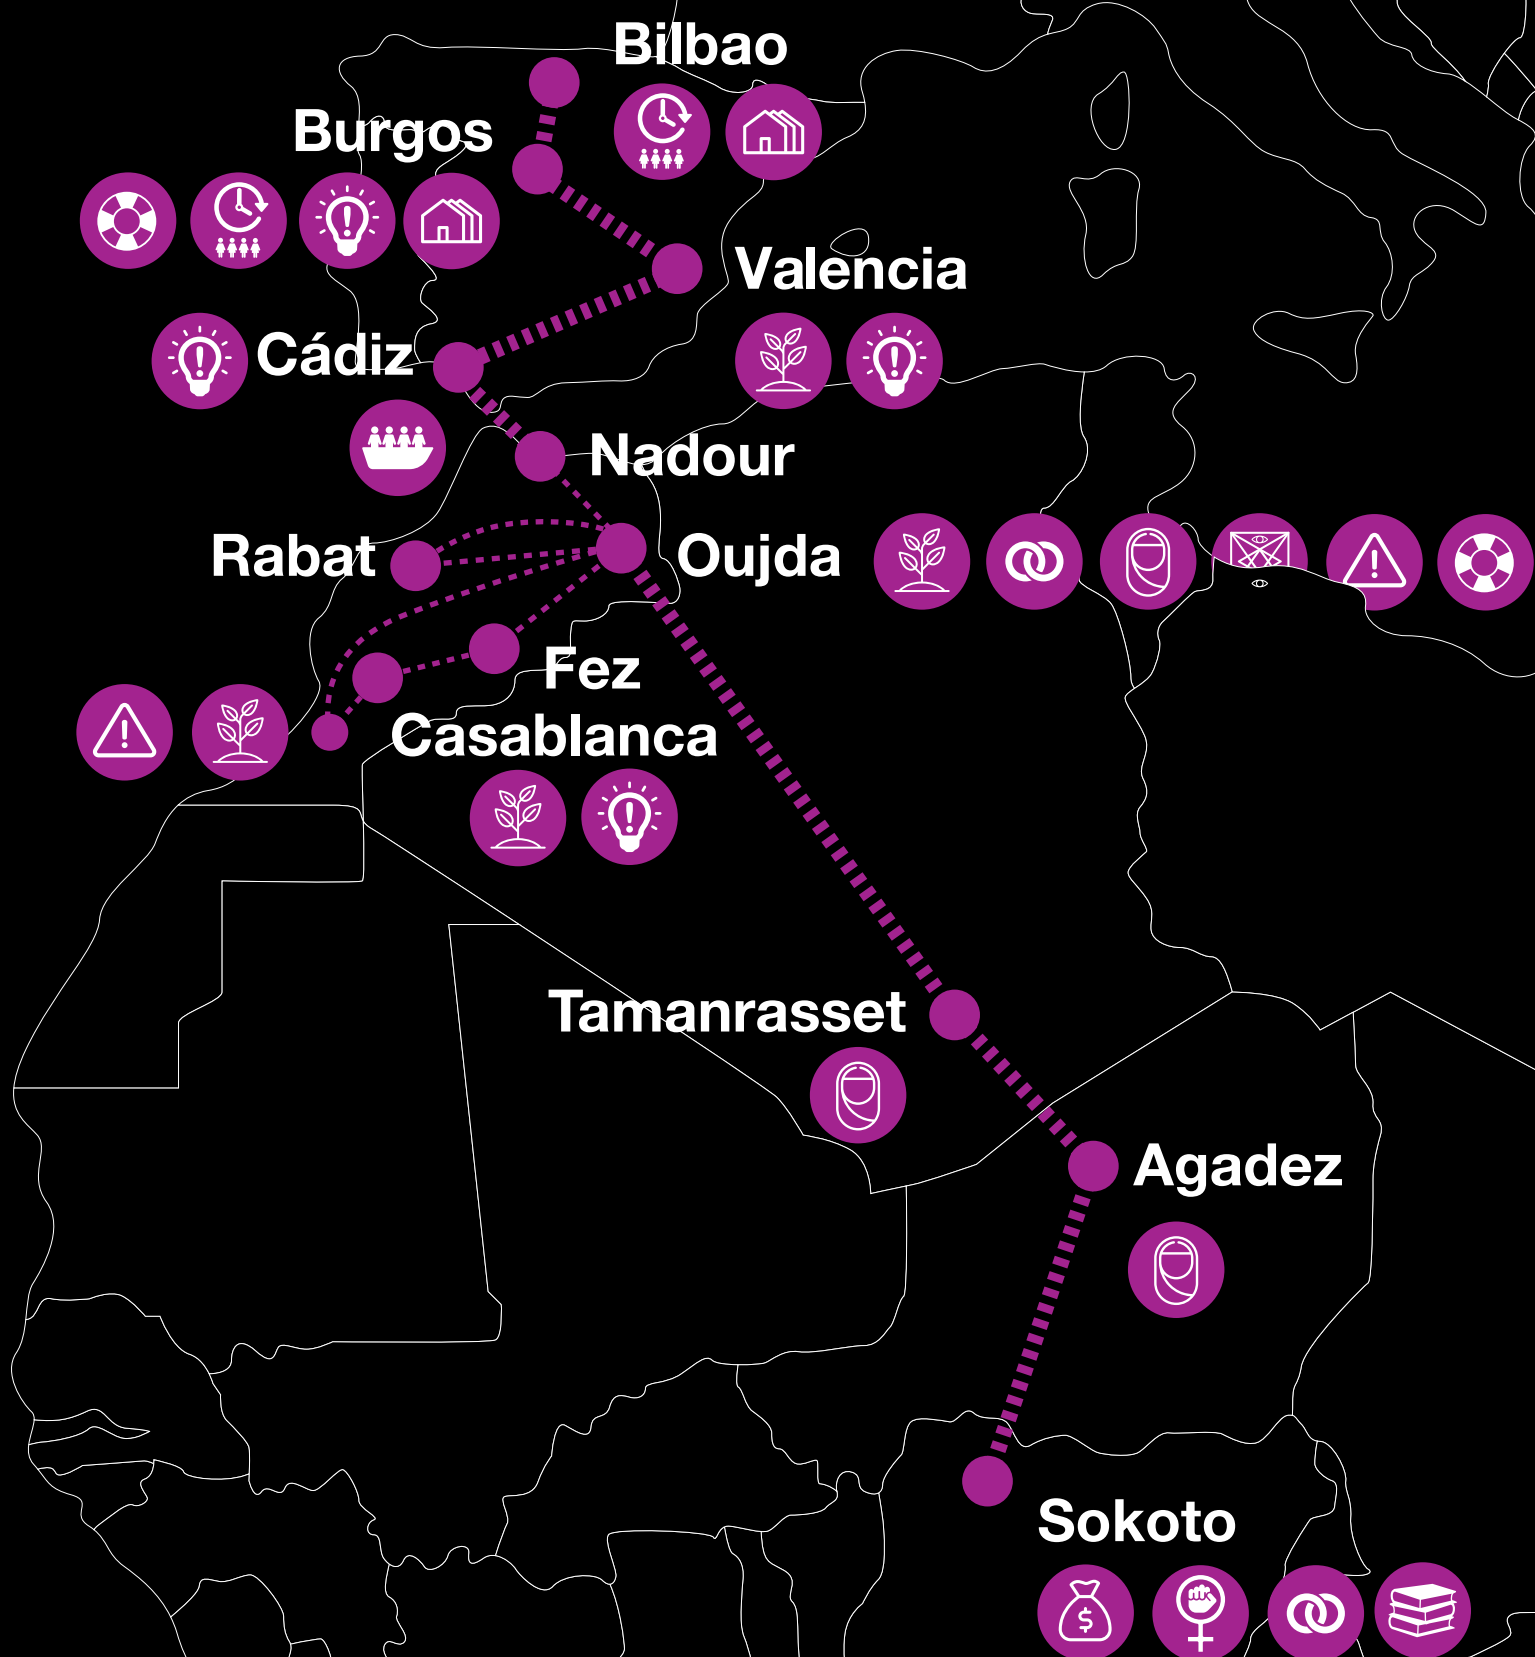 Bilbao
Burgos
Valencia
Cádiz
Nadour
Rabat
Oujda
Fez
Casablanca
Tamanrasset
Agadez
Sokoto